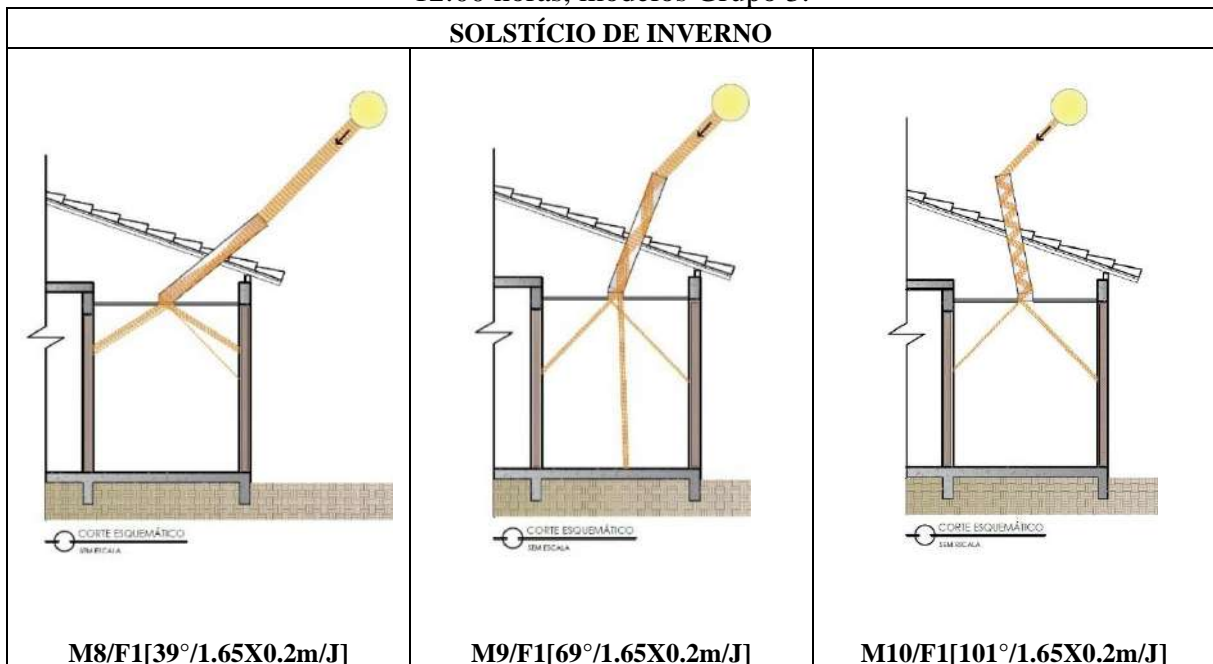 12:00 horas, modelos Grupo 3.
SOLSTÍCIO DE INVERNO
CORTE ESQUEMÁTICO
SEM ESCALA
M8/F1[39°/1.65X0.2m/J]
CORTE ESQUEMÁTICO
SEM ESCALA
M9/F1[69°/1.65X0.2m/J]
CORTE ESQUEMÁTICO
SEM ESCALA
M10/F1[101°/1.65X0.2m/J]